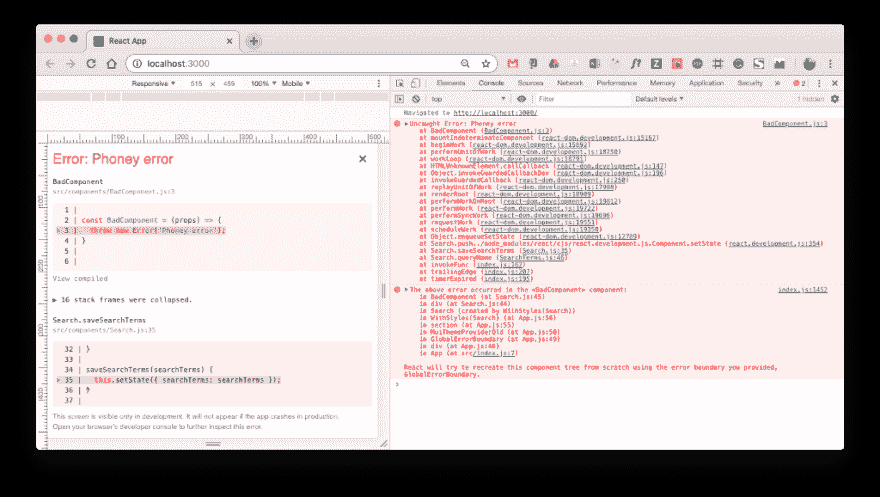 React App
localhost:3000
Responsive 515 × 459 100% Mobile
Elements Console Sources Network Performance Memory Application Security » 2
top Filter Default levels 1 hidden
|100 |200 |300 |400 |500
Error: Phoney error
BadComponent
src/components/BadComponent.js:3
1 |
2 | const BadComponent = (props) => {
> 3 | throw new Error('Phoney error');
4 | }
5 |
6 |
View compiled
▶ 16 stack frames were collapsed.
Search.saveSearchTerms
src/components/Search.js:35
32 | }
33 |
34 | saveSearchTerms(searchTerms) {
> 35 | this.setState({ searchTerms: searchTerms });
36 | }
37 |
This screen is visible only in development. It will not appear if the app crashes in production.
Open your browser's developer console to further inspect this error.
Navigated to http://localhost:3000/
▶Uncaught Error: Phoney error BadComponent.js:3
at BadComponent (BadComponent.js:3)
at mountIndeterminateComponent (react-dom.development.js:15167)
at beginWork (react-dom.development.js:15892)
at performUnitOfWork (react-dom.development.js:18750)
at workLoop (react-dom.development.js:18791)
at HTMLUnknownElement.callCallback (react-dom.development.js:147)
at Object.invokeGuardedCallbackDev (react-dom.development.js:196)
at invokeGuardedCallback (react-dom.development.js:250)
at replayUnitOfWork (react-dom.development.js:17998)
at renderRoot (react-dom.development.js:18909)
at performWorkOnRoot (react-dom.development.js:19812)
at performWork (react-dom.development.js:19722)
at performSyncWork (react-dom.development.js:19696)
at requestWork (react-dom.development.js:19551)
at scheduleWork (react-dom.development.js:19358)
at Object.enqueueSetState (react-dom.development.js:12789)
at Search.push../node_modules/react/cjs/react.development.js.Component.setState (react.development.js:354)
at Search.saveSearchTerms (Search.js:35)
at Search.queryName (SearchTerms.js:46)
at invokeFunc (index.js:162)
at trailingEdge (index.js:207)
at timerExpired (index.js:195)
▶The above error occurred in the <BadComponent> component: index.js:1452
in BadComponent (at Search.js:45)
in div (at Search.js:44)
in Search (created by WithStyles(Search))
in WithStyles(Search) (at App.js:56)
in section (at App.js:55)
in MuiThemeProviderOld (at App.js:50)
in GlobalErrorBoundary (at App.js:49)
in div (at App.js:48)
in App (at src/index.js:7)
React will try to recreate this component tree from scratch using the error boundary you provided,
GlobalErrorBoundary.